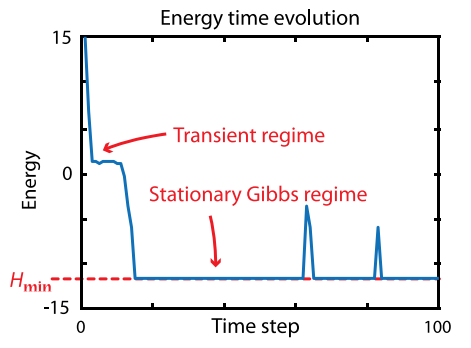 Energy time evolution
15
Transient regime
0
Energy
Stationary Gibbs regime
Hmin
-15
0
Time step
100